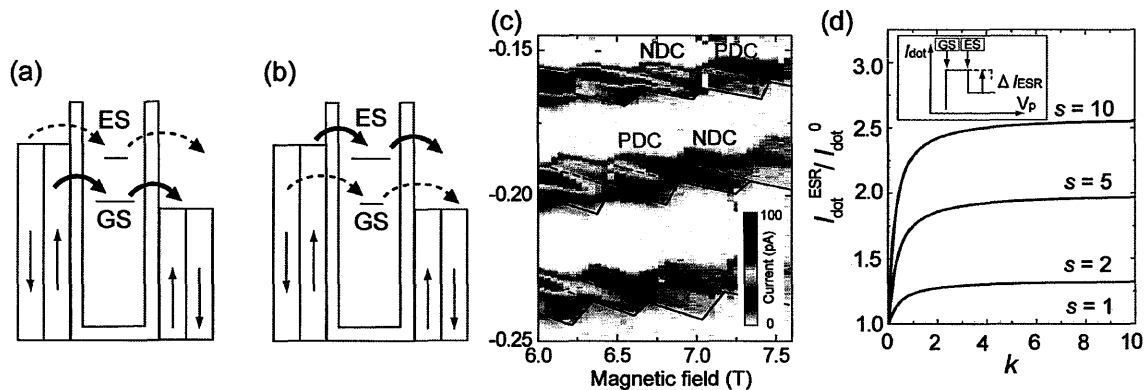 (a)
ES
GS
(b)
ES
GS
(c)
-0.15
-0.20
-0.25
NDC PDC
PDC NDC
100
Current (pA)
0
6.0 6.5 7.0 7.5
Magnetic field (T)
(d)
I_dot^ESR / I_dot^0
3.0
2.5
2.0
1.5
1.0
I_dot
GS ES
Δ I_ESR
V_P
s = 10
s = 5
s = 2
s = 1
0 2 4 6 8 10
k